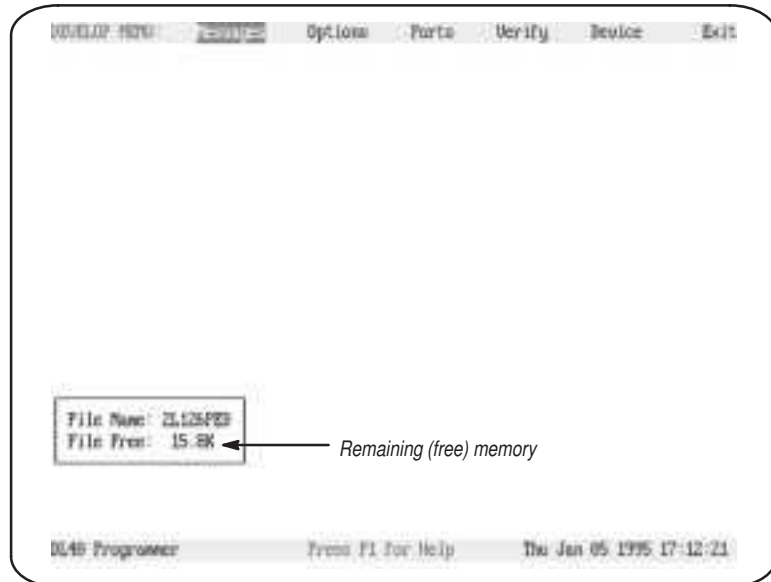 DEVELOP MENU: Options Ports Verify Device Exit
File Name: 
File Free: 15.8K
Remaining (free) memory
DL40 Programmer Press F1 for Help Thu Jan 05 1995 17:12:21